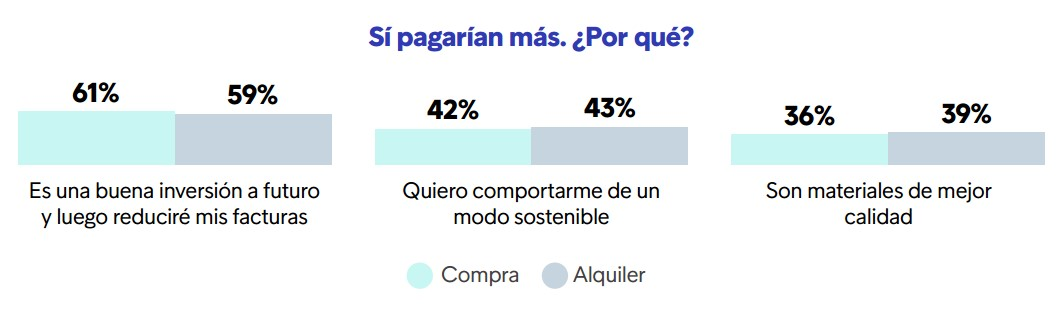 Sí pagarían más. ¿Por qué?
61% 59%
42% 43%
36% 39%
Es una buena inversión a futuro
y luego reduciré mis facturas
Quiero comportarme de un
modo sostenible
Son materiales de mejor
calidad
Compra Alquiler